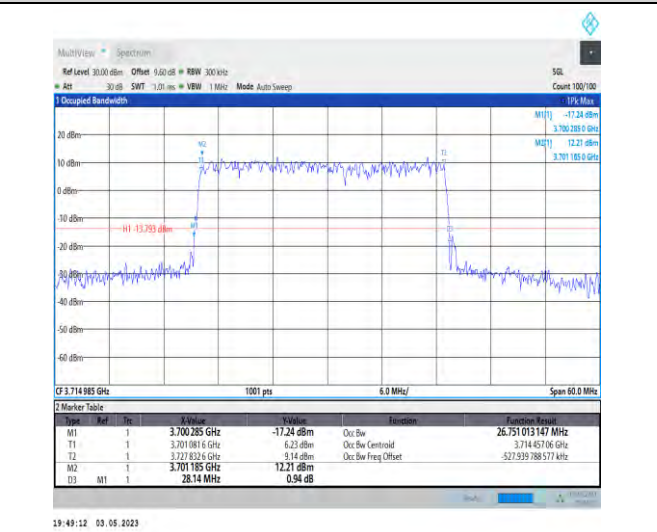 MultiView Spectrum
Ref Level 30.00 dBm Offset 9.60 dB RBW 300 kHz SGL
Att 30 dB SWT 1.01 ms VBW 1 MHz Mode Auto Sweep Count 100/100
1 Occupied Bandwidth 1Pk Max
M1[1] -17.24 dBm
3.700 285 0 GHz
M2[1] 12.21 dBm
3.701 185 0 GHz
20 dBm
M2
T2
10 dBm
0 dBm
-10 dBm
H1 -13.793 dBm M1 D3
-20 dBm
-30 dBm
-40 dBm
-50 dBm
-60 dBm
CF 3.714 985 GHz 1001 pts 6.0 MHz/ Span 60.0 MHz
2 Marker Table
Type Ref Trc X-Value Y-Value Function Function Result
M1 1 3.700 285 GHz -17.24 dBm Occ Bw 26.751 013 147 MHz
T1 1 3.701 081 6 GHz 6.23 dBm Occ Bw Centroid 3.714 457 06 GHz
T2 1 3.727 832 6 GHz 9.14 dBm Occ Bw Freq Offset -527.939 788 577 kHz
M2 1 3.701 185 GHz 12.21 dBm
D3 M1 1 28.14 MHz 0.94 dB
19:49:12 03.05.2023